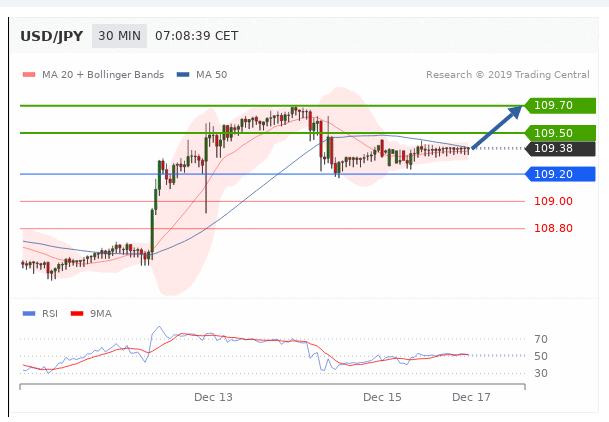 USD/JPY 30 MIN 07:08:39 CET
MA 20 + Bollinger Bands MA 50 Research © 2019 Trading Central
109.70
109.50
109.38
109.20
109.00
108.80
RSI 9MA
70
50
30
Dec 13 Dec 15 Dec 17